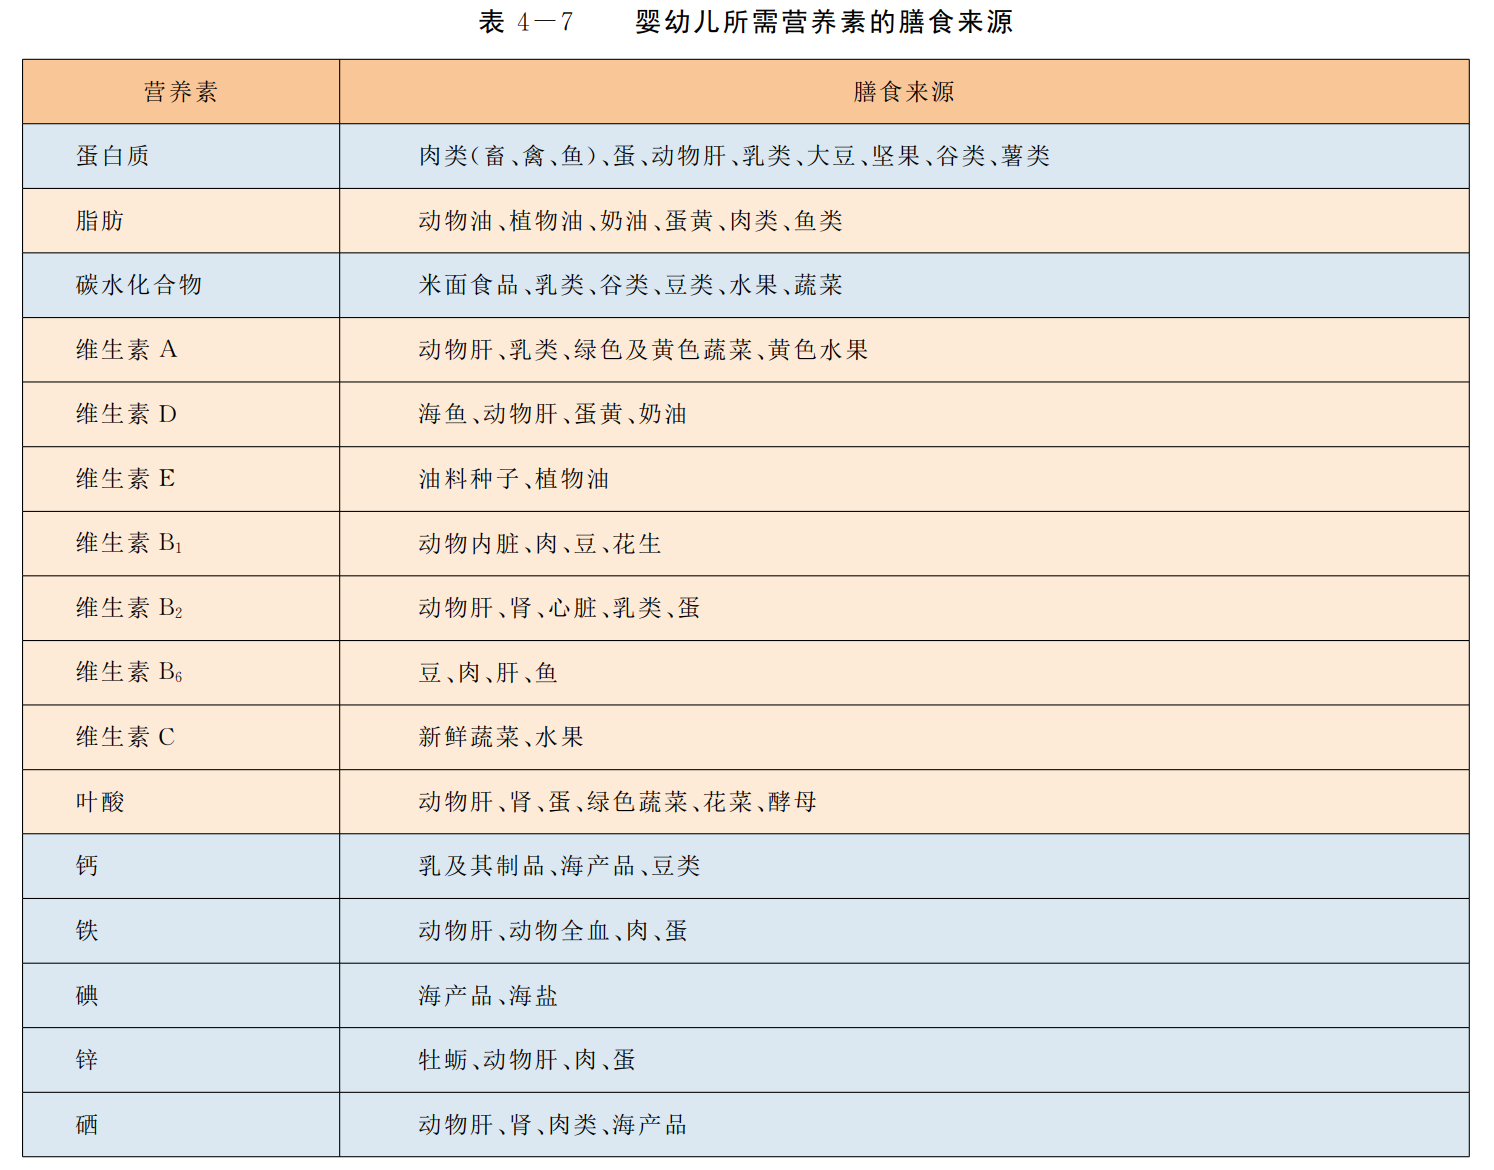 表 4—7 婴幼儿所需营养素的膳食来源
营养素 膳食来源
蛋白质 肉类(畜、禽、鱼)、蛋、动物肝、乳类、大豆、坚果、谷类、薯类
脂肪 动物油、植物油、奶油、蛋黄、肉类、鱼类
碳水化合物 米面食品、乳类、谷类、豆类、水果、蔬菜
维生素 A 动物肝、乳类、绿色及黄色蔬菜、黄色水果
维生素 D 海鱼、动物肝、蛋黄、奶油
维生素 E 油料种子、植物油
维生素 B₁ 动物内脏、肉、豆、花生
维生素 B₂ 动物肝、肾、心脏、乳类、蛋
维生素 B₆ 豆、肉、肝、鱼
维生素 C 新鲜蔬菜、水果
叶酸 动物肝、肾、蛋、绿色蔬菜、花菜、酵母
钙 乳及其制品、海产品、豆类
铁 动物肝、动物全血、肉、蛋
碘 海产品、海盐
锌 牡蛎、动物肝、肉、蛋
硒 动物肝、肾、肉类、海产品